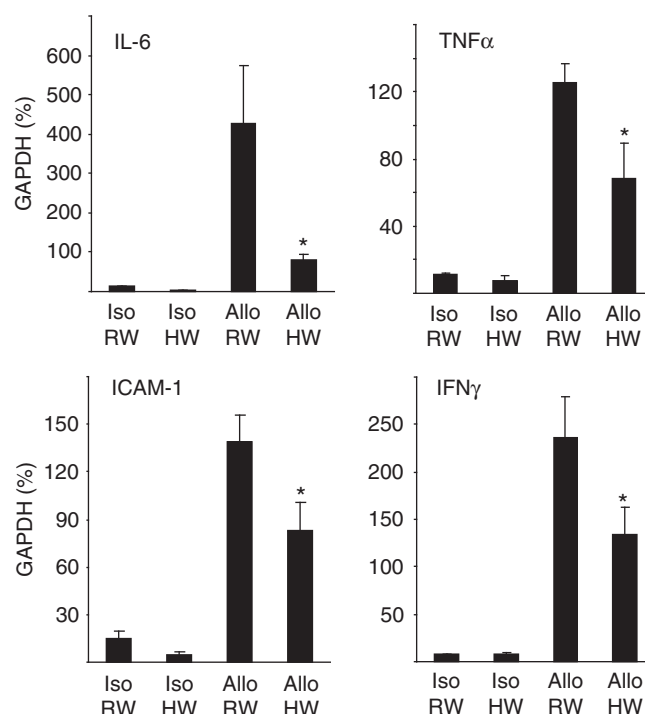 IL-6
GAPDH (%)
600
500
400
300
200
100
*
Iso Iso Allo Allo
RW HW RW HW
TNFα
120
80
40
*
Iso Iso Allo Allo
RW HW RW HW
ICAM-1
GAPDH (%)
150
120
90
60
30
*
Iso Iso Allo Allo
RW HW RW HW
IFNγ
250
200
150
100
50
*
Iso Iso Allo Allo
RW HW RW HW